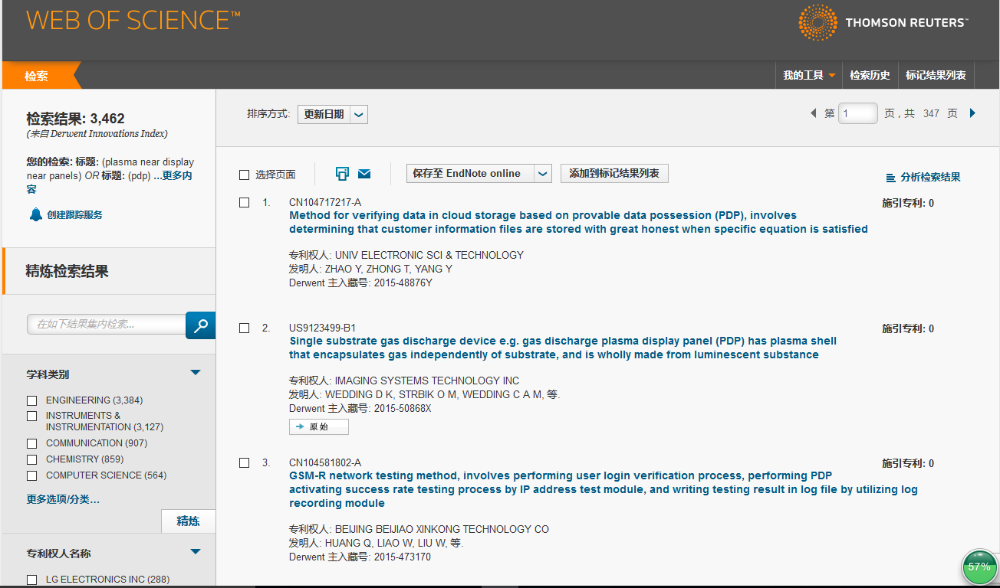 WEB OF SCIENCE™
THOMSON REUTERS™
检索
我的工具
检索历史
标记结果列表
检索结果: 3,462
(来自 Derwent Innovations Index)
您的检索: 标题: (plasma near display
near panels) OR 标题: (pdp) ...更多内
容
创建跟踪服务
精炼检索结果
在如下结果集内检索...
学科类别
ENGINEERING (3,384)
INSTRUMENTS &
INSTRUMENTATION (3,127)
COMMUNICATION (907)
CHEMISTRY (859)
COMPUTER SCIENCE (564)
更多选项/分类...
精炼
专利权人名称
LG ELECTRONICS INC (288)
排序方式: 更新日期
第 1 页，共 347 页
选择页面
保存至 EndNote online
添加到标记结果列表
分析检索结果
1. CN104717217-A
Method for verifying data in cloud storage based on provable data possession (PDP), involves
determining that customer information files are stored with great honest when specific equation is satisfied
专利权人: UNIV ELECTRONIC SCI & TECHNOLOGY
发明人: ZHAO Y, ZHONG T, YANG Y
Derwent 主入藏号: 2015-48876Y
施引专利: 0
2. US9123499-B1
Single substrate gas discharge device e.g. gas discharge plasma display panel (PDP) has plasma shell
that encapsulates gas independently of substrate, and is wholly made from luminescent substance
专利权人: IMAGING SYSTEMS TECHNOLOGY INC
发明人: WEDDING D K, STRBIK O M, WEDDING C A M, 等.
Derwent 主入藏号: 2015-50868X
原始
施引专利: 0
3. CN104581802-A
GSM-R network testing method, involves performing user login verification process, performing PDP
activating success rate testing process by IP address test module, and writing testing result in log file by utilizing log
recording module
专利权人: BEIJING BEIJIAO XINKONG TECHNOLOGY CO
发明人: HUANG Q, LIAO W, LIU W, 等.
Derwent 主入藏号: 2015-473170
施引专利: 0
57%